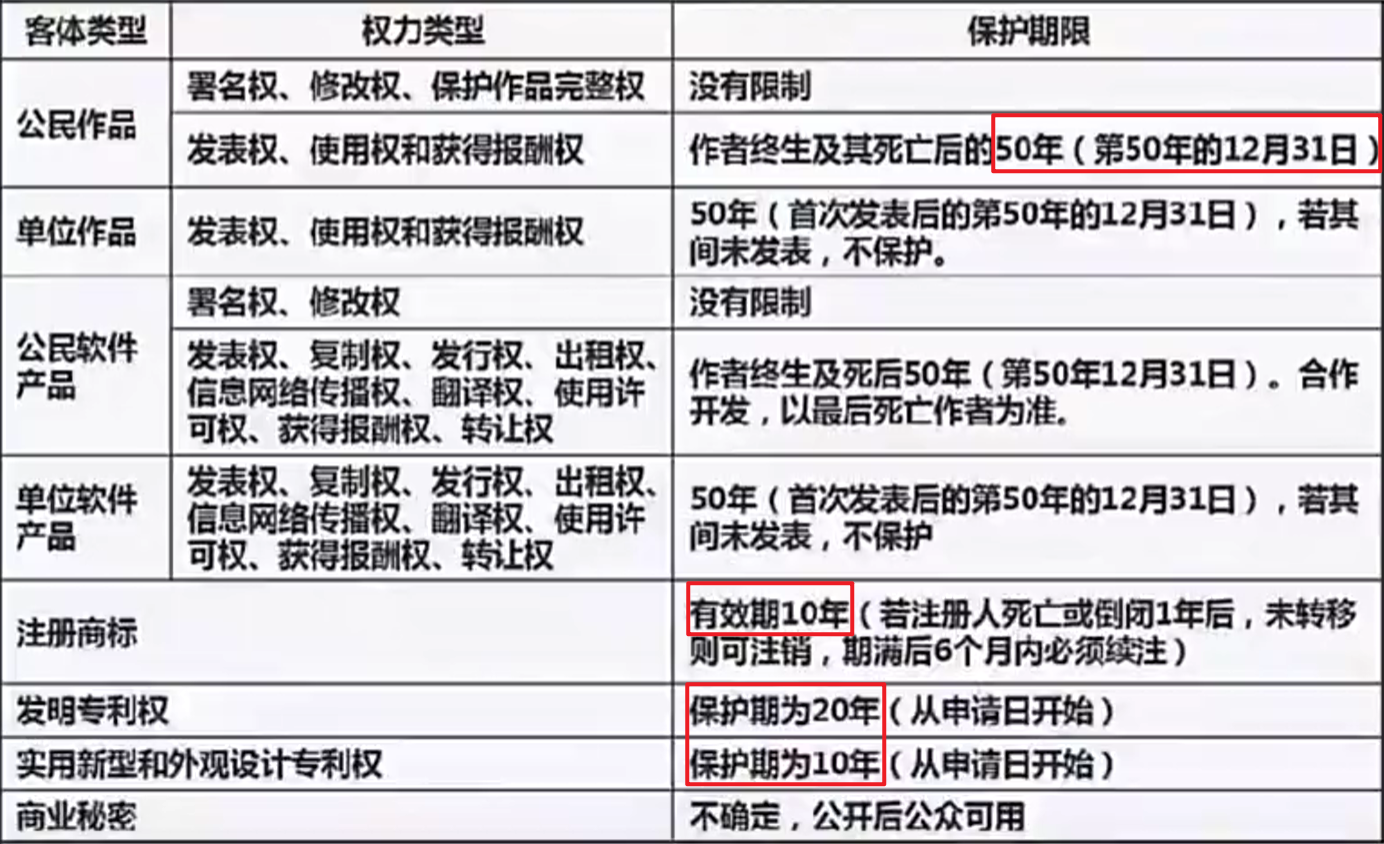 客体类型
权力类型
保护期限
公民作品
署名权、修改权、保护作品完整权
没有限制
发表权、使用权和获得报酬权
作者终生及其死亡后的50年（第50年的12月31日）
单位作品
发表权、使用权和获得报酬权
50年（首次发表后的第50年的12月31日），若其
间未发表，不保护。
公民软件
产品
署名权、修改权
没有限制
发表权、复制权、发行权、出租权、
信息网络传播权、翻译权、使用许
可权、获得报酬权、转让权
作者终生及死后50年（第50年12月31日）。合作
开发，以最后死亡作者为准。
单位软件
产品
发表权、复制权、发行权、出租权、
信息网络传播权、翻译权、使用许
可权、获得报酬权、转让权
50年（首次发表后的第50年的12月31日），若其
间未发表，不保护
注册商标
有效期10年（若注册人死亡或倒闭1年后，未转移
则可注销，期满后6个月内必须续注）
发明专利权
保护期为20年（从申请日开始）
实用新型和外观设计专利权
保护期为10年（从申请日开始）
商业秘密
不确定，公开后公众可用